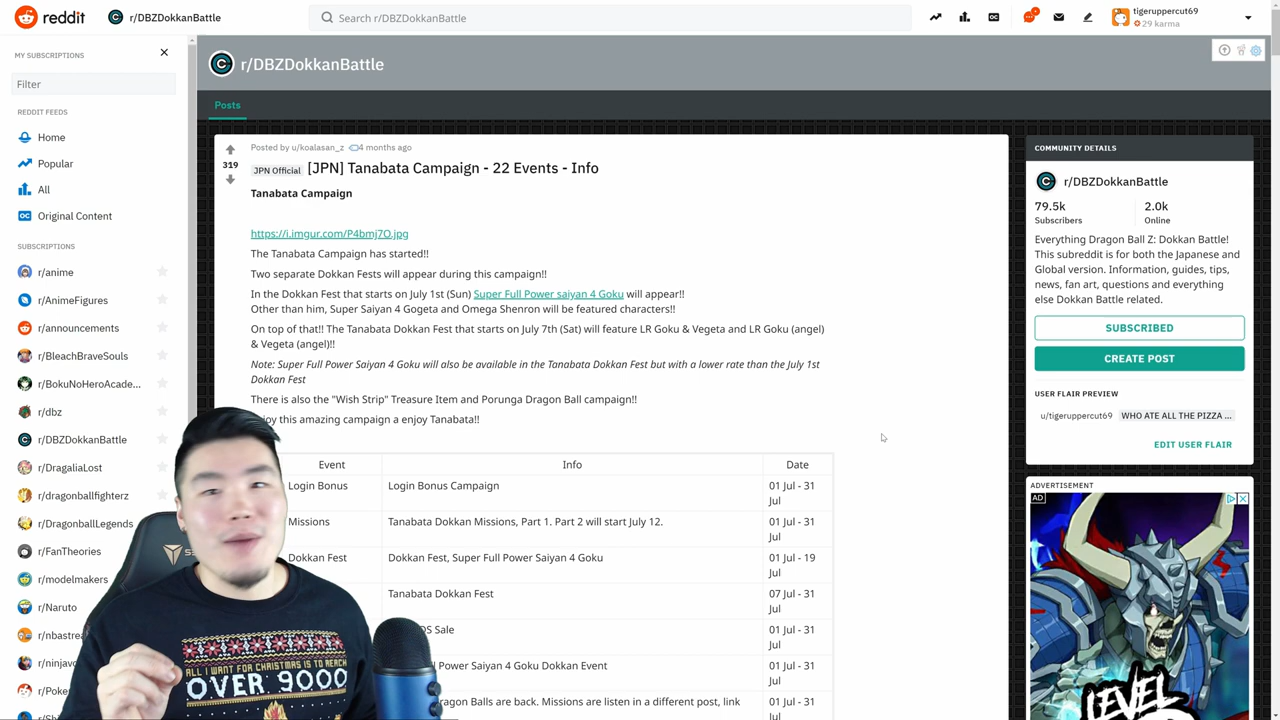 reddit
r/DBZDokkanBattle
Search r/DBZDokkanBattle
tigeruppercut69
29 karma
MY SUBSCRIPTIONS
Filter
REDDIT FEEDS
Home
Popular
All
Original Content
SUBSCRIPTIONS
r/anime
r/AnimeFigures
r/announcements
r/BleachBraveSouls
r/BokuNoHeroAcade...
r/dbz
r/DBZDokkanBattle
r/DragaliaLost
r/dragonballfighterz
r/DragonballLegends
r/FanTheories
r/modelmakers
r/Naruto
r/DBZDokkanBattle
Posts
Posted by u/koalasan_z 4 months ago
319
JPN Official [JPN] Tanabata Campaign - 22 Events - Info
Tanabata Campaign
https://i.imgur.com/P4bmj7O.jpg
The Tanabata Campaign has started!!
Two separate Dokkan Fests will appear during this campaign!!
In the Dokkan Fest that starts on July 1st (Sun) Super Full Power saiyan 4 Goku will appear!!
Other than him, Super Saiyan 4 Gogeta and Omega Shenron will be featured characters!!
On top of that!! The Tanabata Dokkan Fest that starts on July 7th (Sat) will feature LR Goku & Vegeta and LR Goku (angel)
& Vegeta (angel)!!
Note: Super Full Power Saiyan 4 Goku will also be available in the Tanabata Dokkan Fest but with a lower rate than the July 1st
Dokkan Fest
There is also the "Wish Strip" Treasure Item and Porunga Dragon Ball campaign!!
this amazing campaign a enjoy Tanabata!!
Event Info Date
Login Bonus Login Bonus Campaign 01 Jul - 31
Jul
Missions Tanabata Dokkan Missions, Part 1. Part 2 will start July 12. 01 Jul - 31
Jul
Dokkan Fest Dokkan Fest, Super Full Power Saiyan 4 Goku 01 Jul - 19
Jul
Tanabata Dokkan Fest 07 Jul - 31
Jul
Sale 01 Jul - 31
Jul
Power Saiyan 4 Goku Dokkan Event 01 Jul - 31
Jul
Balls are back. Missions are listen in a different post, link 01 Jul - 31
Jul
COMMUNITY DETAILS
r/DBZDokkanBattle
79.5k 2.0k
Subscribers Online
Everything Dragon Ball Z: Dokkan Battle!
This subreddit is for both the Japanese and
Global version. Information, guides, tips,
news, fan art, questions and everything
else Dokkan Battle related.
SUBSCRIBED
CREATE POST
USER FLAIR PREVIEW
u/tigeruppercut69 WHO ATE ALL THE PIZZA ...
EDIT USER FLAIR
ADVERTISEMENT
AD
ALL I WANT FOR CHRISTMAS IS TO REACH
OVER 9000